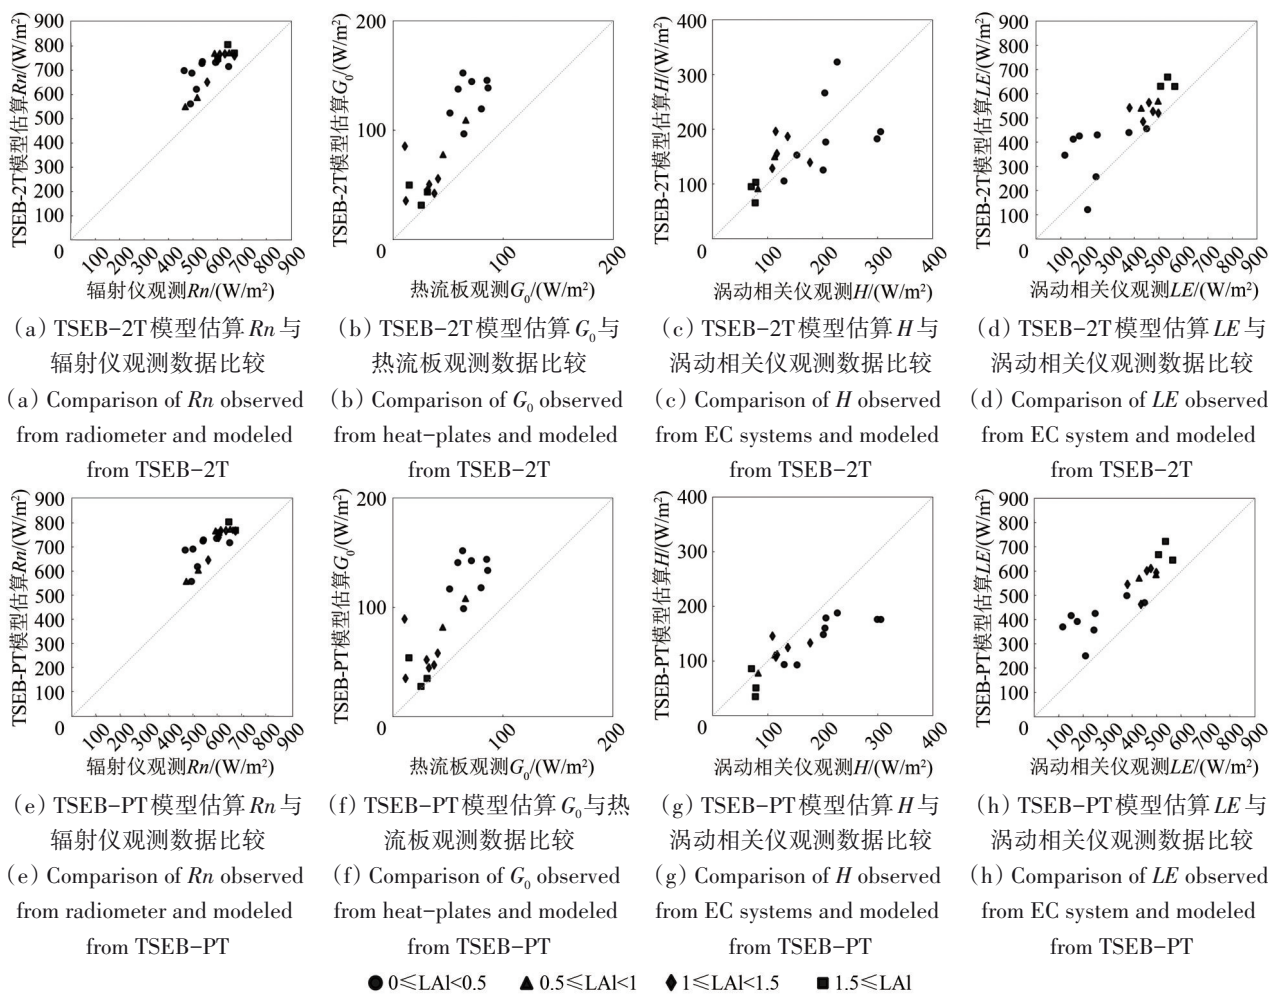 TSEB-2T模型估算Rn/(W/m²)
900
800
700
600
500
400
300
200
100
0
100 200 300 400 500 600 700 800 900
辐射仪观测Rn/(W/m²)
(a) TSEB-2T模型估算Rn与
辐射仪观测数据比较
(a) Comparison of Rn observed
from radiometer and modeled
from TSEB-2T
TSEB-2T模型估算G₀/(W/m²)
200
100
0
100 200
热流板观测G₀/(W/m²)
(b) TSEB-2T模型估算G₀与
热流板观测数据比较
(b) Comparison of G₀ observed
from heat-plates and modeled
from TSEB-2T
TSEB-2T模型估算H/(W/m²)
400
300
200
100
0
100 200 300 400
涡动相关仪观测H/(W/m²)
(c) TSEB-2T模型估算H与
涡动相关仪观测数据比较
(c) Comparison of H observed
from EC systems and modeled
from TSEB-2T
TSEB-2T模型估算LE/(W/m²)
900
800
700
600
500
400
300
200
100
0
100 200 300 400 500 600 700 800 900
涡动相关仪观测LE/(W/m²)
(d) TSEB-2T模型估算LE与
涡动相关仪观测数据比较
(d) Comparison of LE observed
from EC system and modeled
from TSEB-2T
TSEB-PT模型估算Rn/(W/m²)
900
800
700
600
500
400
300
200
100
0
100 200 300 400 500 600 700 800 900
辐射仪观测Rn/(W/m²)
(e) TSEB-PT模型估算Rn与
辐射仪观测数据比较
(e) Comparison of Rn observed
from radiometer and modeled
from TSEB-PT
TSEB-PT模型估算G₀/(W/m²)
200
100
0
100 200
热流板观测G₀/(W/m²)
(f) TSEB-PT模型估算G₀与热
流板观测数据比较
(f) Comparison of G₀ observed
from heat-plates and modeled
from TSEB-PT
TSEB-PT模型估算H/(W/m²)
400
300
200
100
0
100 200 300 400
涡动相关仪观测H/(W/m²)
(g) TSEB-PT模型估算H与
涡动相关仪观测数据比较
(g) Comparison of H observed
from EC systems and modeled
from TSEB-PT
TSEB-PT模型估算LE/(W/m²)
900
800
700
600
500
400
300
200
100
0
100 200 300 400 500 600 700 800 900
涡动相关仪观测LE/(W/m²)
(h) TSEB-PT模型估算LE与
涡动相关仪观测数据比较
(h) Comparison of LE observed
from EC system and modeled
from TSEB-PT
0≤LAI<0.5 0.5≤LAI<1 1≤LAI<1.5 1.5≤LAI